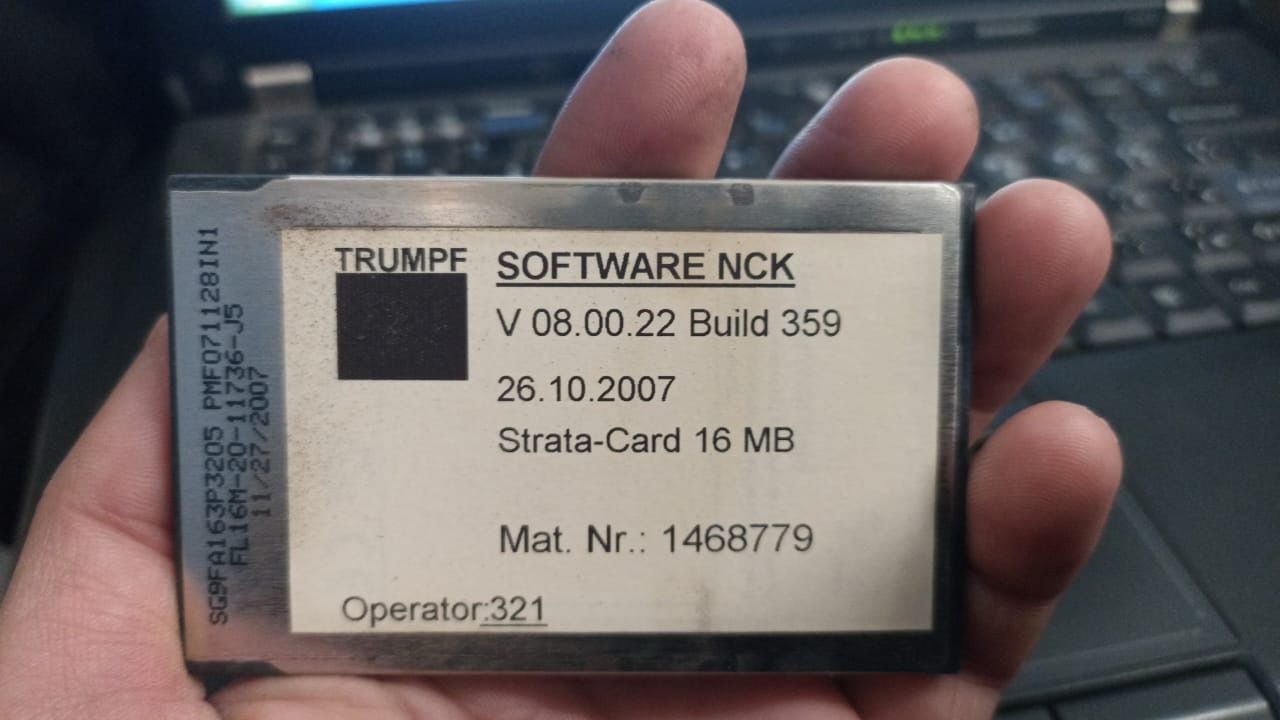 TRUMPF
SOFTWARE NCK
V 08.00.22 Build 359
26.10.2007
Strata-Card 16 MB
Mat. Nr.: 1468779
Operator:321
SG9FA163P3205 PMF071128IN1
FL16M-20-11736-J5
11/27/2007